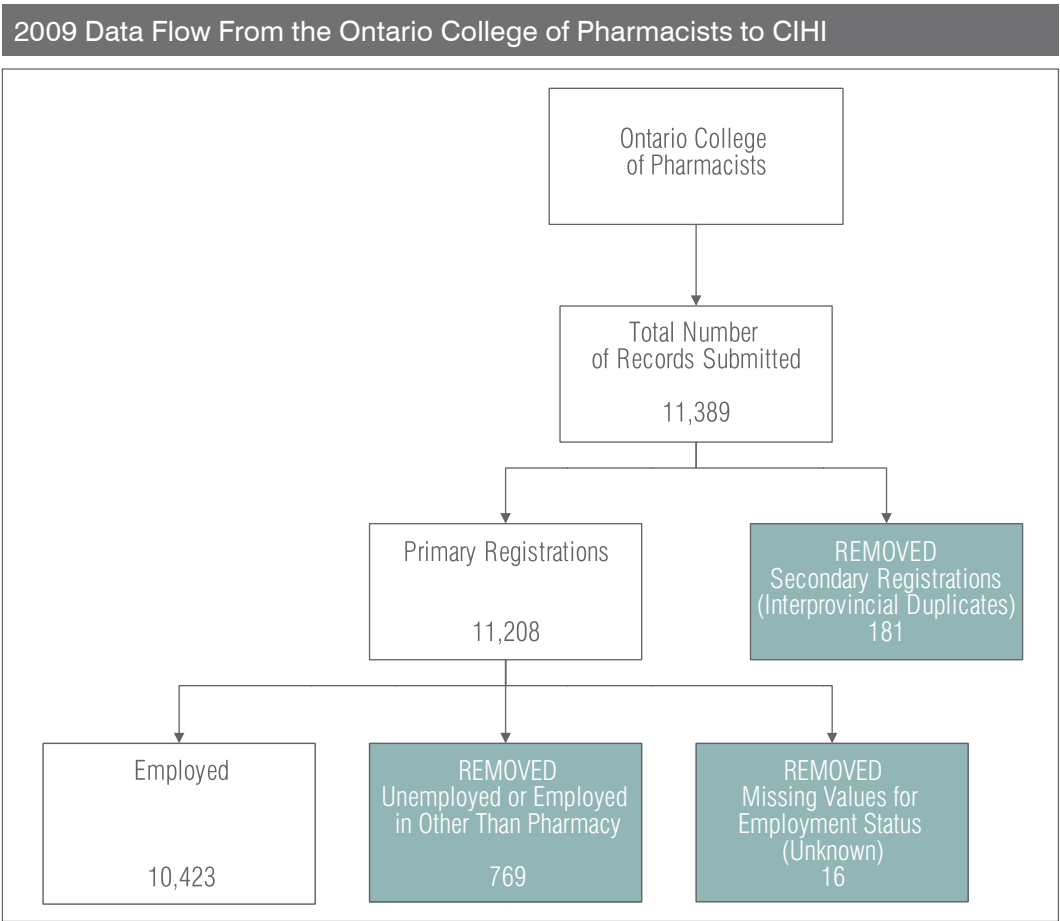 2009 Data Flow From the Ontario College of Pharmacists to CIHI
Ontario College
of Pharmacists
Total Number
of Records Submitted
11,389
Primary Registrations
11,208
REMOVED
Secondary Registrations
(Interprovincial Duplicates)
181
Employed
10,423
REMOVED
Unemployed or Employed
in Other Than Pharmacy
769
REMOVED
Missing Values for
Employment Status
(Unknown)
16